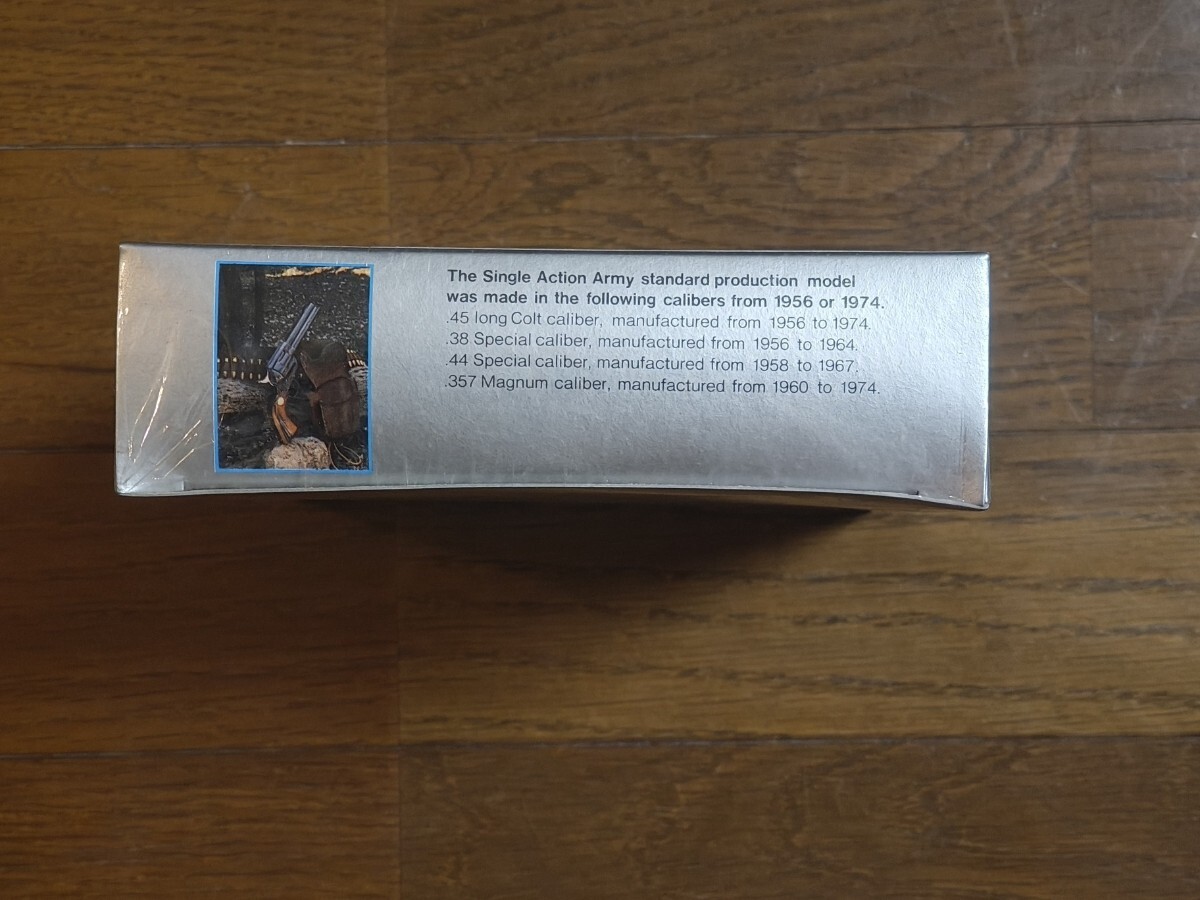 The Single Action Army standard production model
was made in the following calibers from 1956 or 1974.
.45 long Colt caliber, manufactured from 1956 to 1974.
.38 Special caliber, manufactured from 1956 to 1964.
.44 Special caliber, manufactured from 1958 to 1967.
.357 Magnum caliber, manufactured from 1960 to 1974.